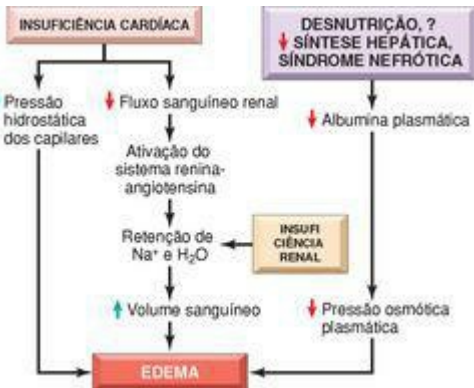 INSUFICIÊNCIA CARDÍACA
DESNUTRIÇÃO, ?
↓ SÍNTESE HEPÁTICA,
SÍNDROME NEFRÓTICA
Pressão
hidrostática
dos capilares
↓ Fluxo sanguíneo renal
Ativação do
sistema renina-
angiotensina
Retenção de
Na⁺ e H₂O
INSUFI
CIÊNCIA
RENAL
↑ Volume sanguíneo
↓ Albumina plasmática
↓ Pressão osmótica
plasmática
EDEMA